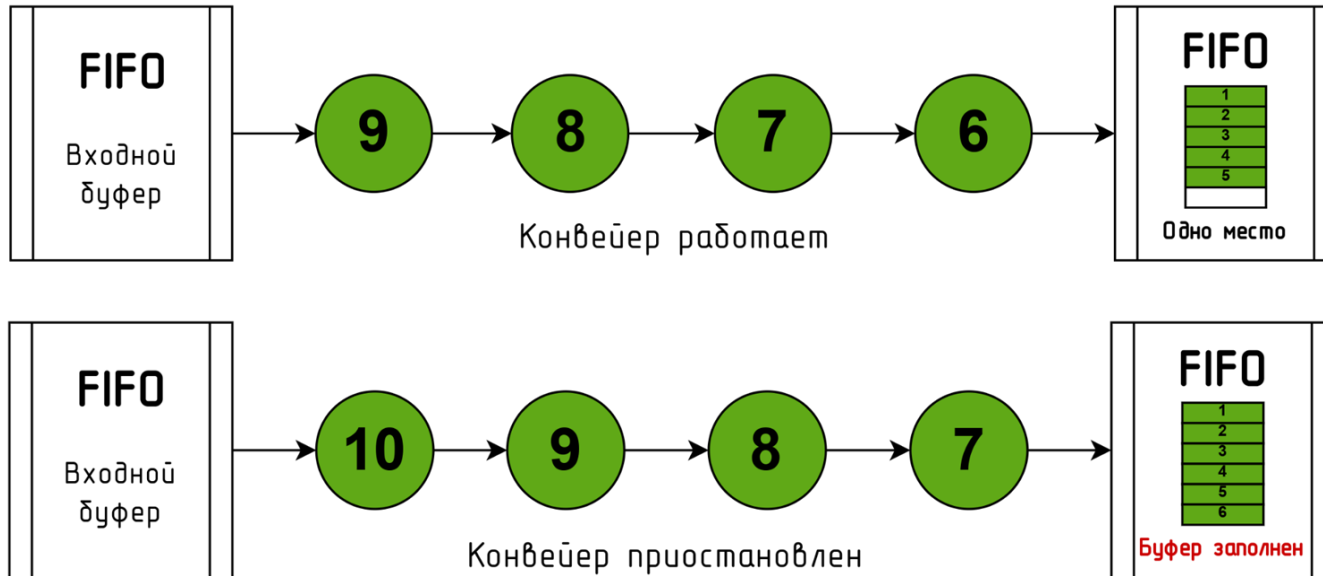 FIFO
Входной
буфер
9
8
7
6
FIFO
1
2
3
4
5
Одно место
Конвейер работает
FIFO
Входной
буфер
10
9
8
7
FIFO
1
2
3
4
5
6
Буфер заполнен
Конвейер приостановлен